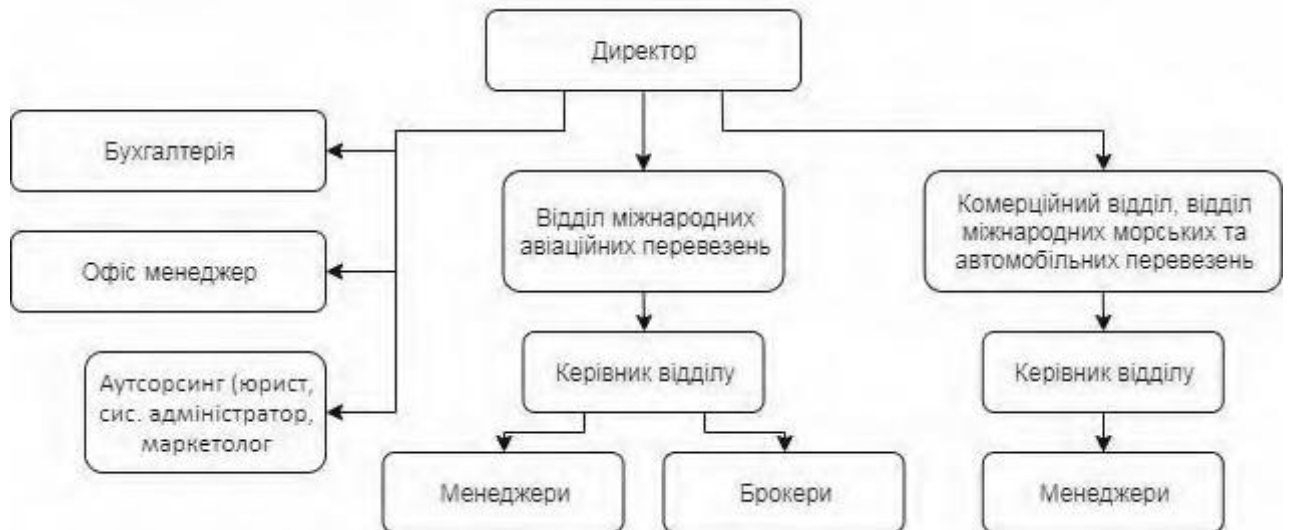 Директор
Бухгалтерія
Офіс менеджер
Аутсорсинг (юрист,
сис. адміністратор,
маркетолог
Відділ міжнародних
авіаційних перевезень
Керівник відділу
Менеджери
Брокери
Комерційний відділ, відділ
міжнародних морських та
автомобільних перевезень
Керівник відділу
Менеджери